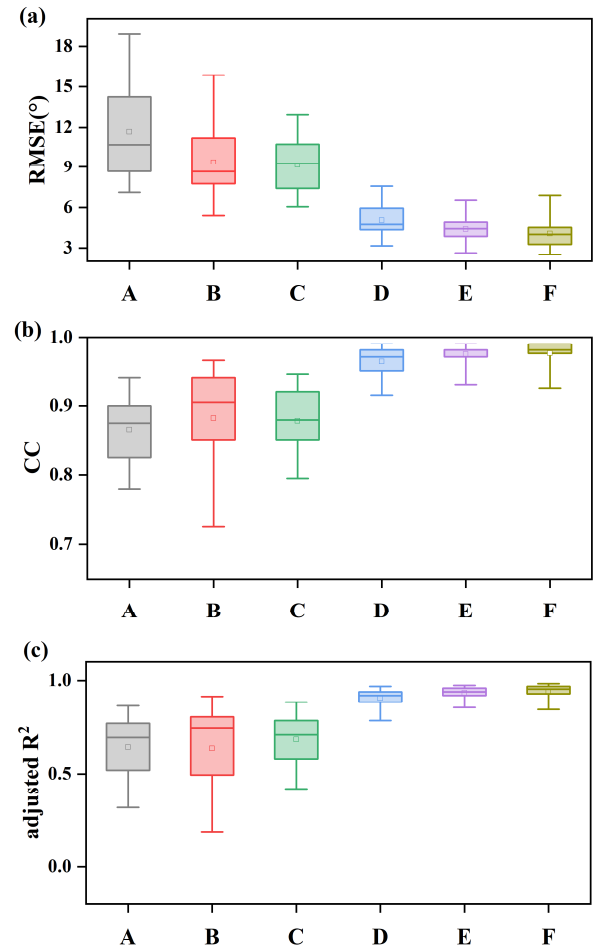 (a)
18
15
12
9
6
3
RMSE(°)
A B C D E F
(b)
1.0
0.9
0.8
0.7
CC
A B C D E F
(c)
1.0
0.5
0.0
adjusted R²
A B C D E F